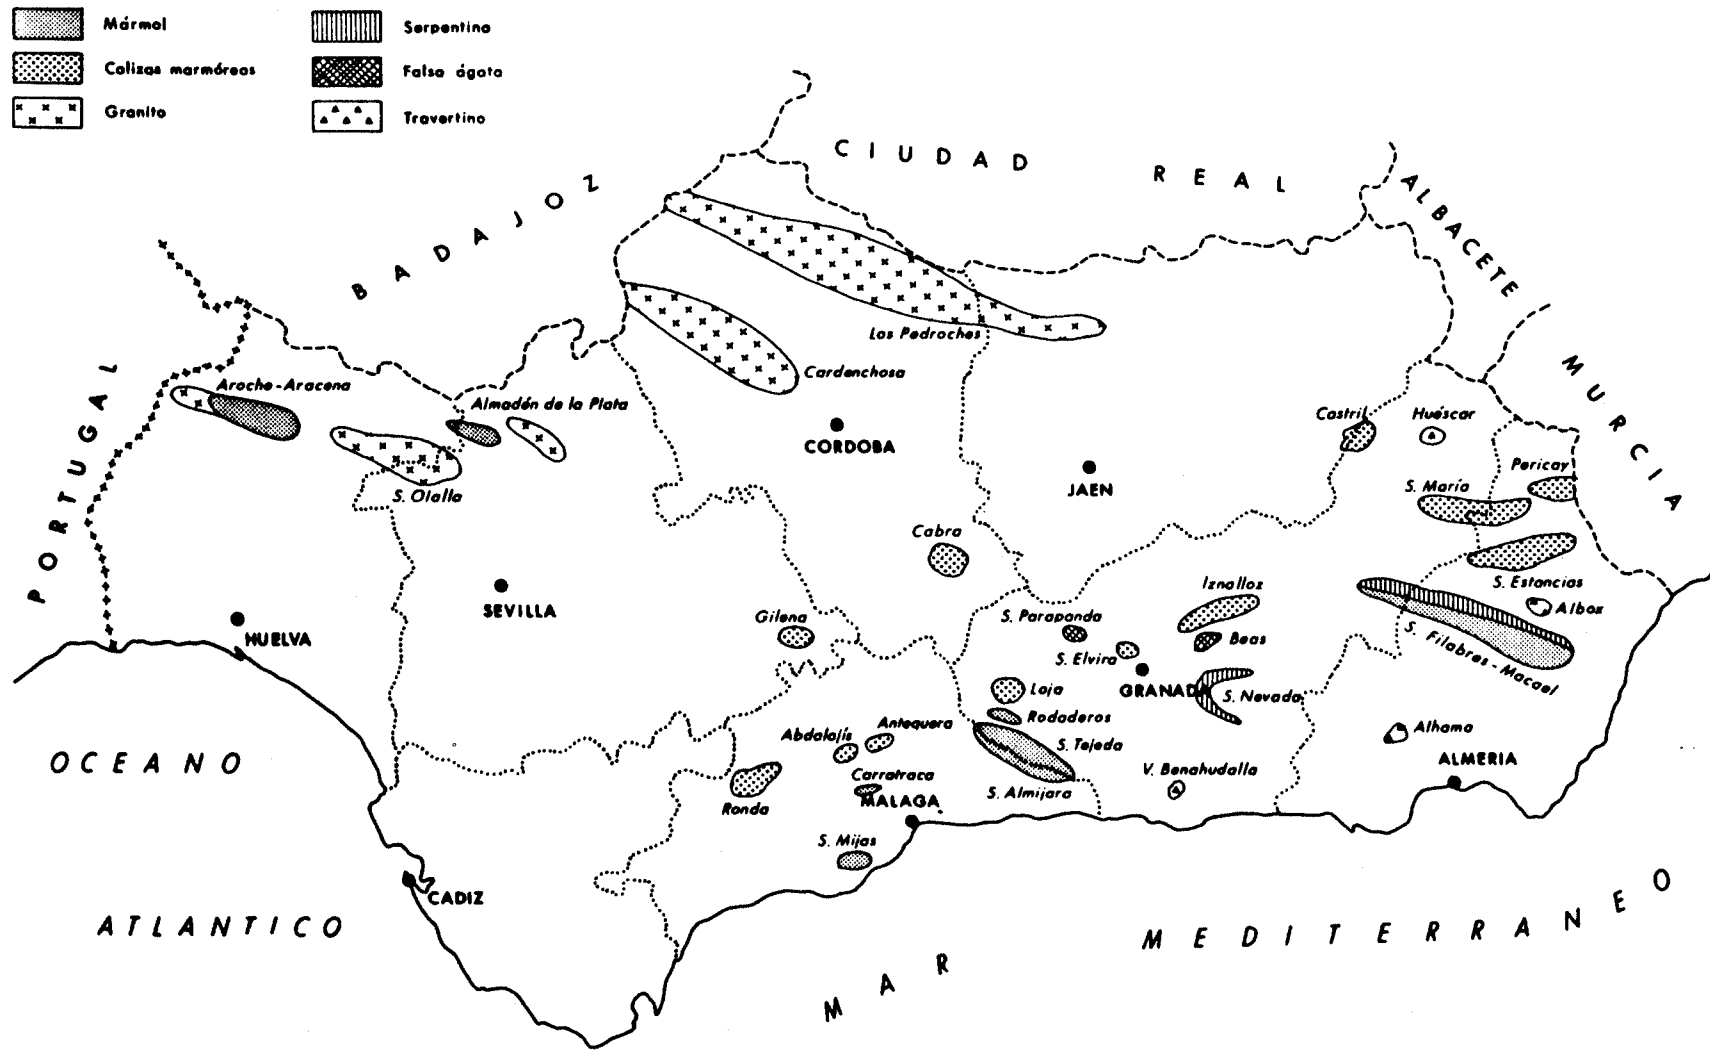 Mármol
Calizas marmóreas
Granito
Serpentina
Falsa ágata
Travertino
CIUDAD REAL
BADAJOZ
ALBACETE
MURCIA
PORTUGAL
Los Pedroches
Cardenchosa
Aroche-Aracena
Almadén de la Plata
S. Olalla
CORDOBA
JAEN
Castril
Huéscar
Pericay
S. María
Cabra
S. Estancias
Albox
S. Filabres - Macael
SEVILLA
HUELVA
Gilena
Iznalloz
S. Parapanda
Beas
S. Elvira
GRANADA
S. Nevada
Loja
Rodaderos
S. Tejeda
S. Almijara
Antequera
Abdalajís
Carratraca
MALAGA
Ronda
S. Mijas
V. Benahudalla
Alhama
ALMERIA
CADIZ
OCEANO
ATLANTICO
MAR MEDITERRANEO